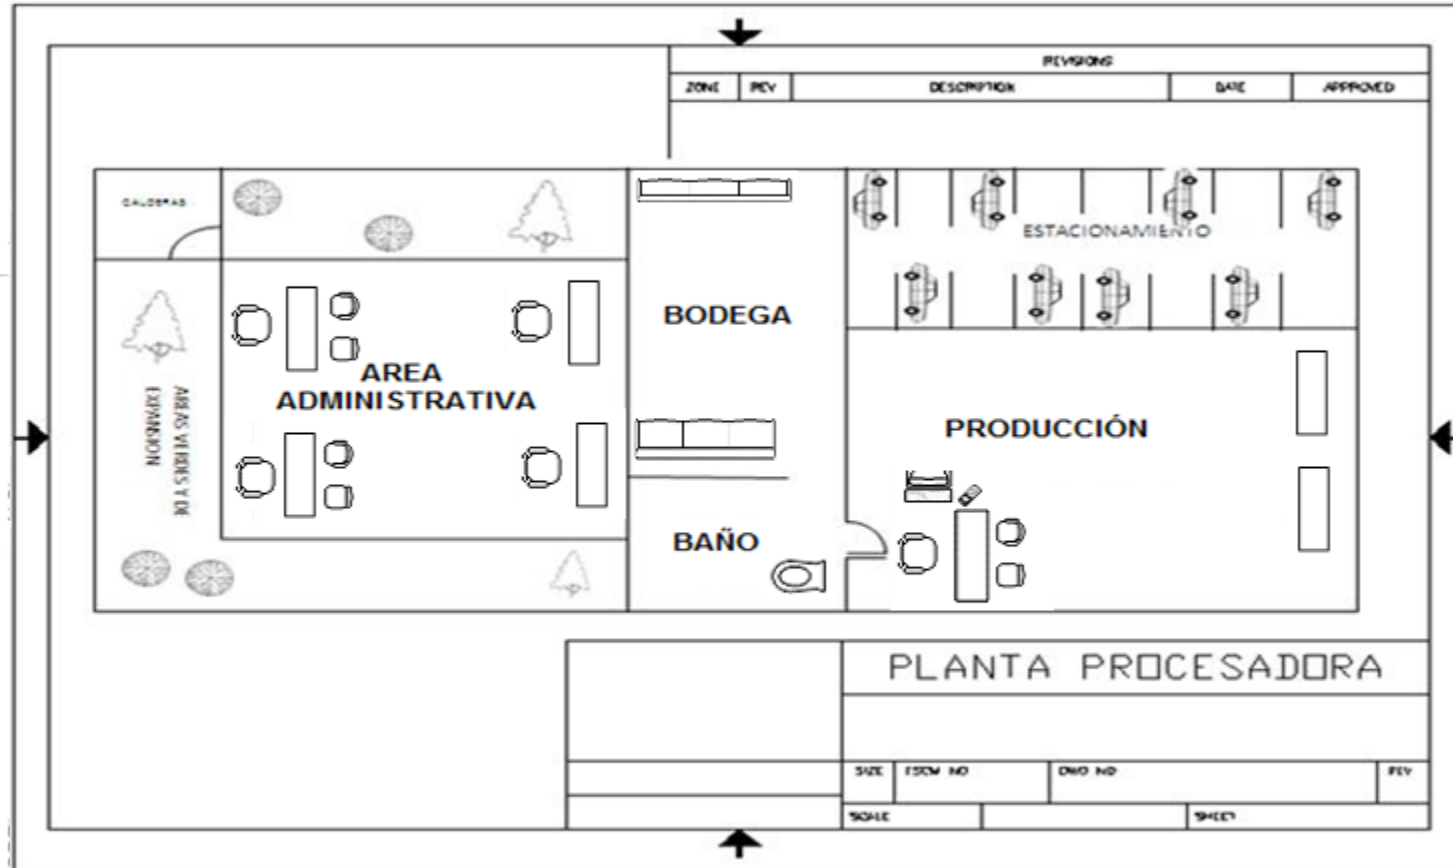 REVISIONS
ZONE REV DESCRIPTION DATE APPROVED
CALDERAS
ESTACIONAMIENTO
BODEGA
AREA
ADMINISTRATIVA
AREAS VERDES Y DE
EXPANSION
PRODUCCIÓN
BAÑO
PLANTA PROCESADORA
SIZE FSCM NO DWG NO REV
SCALE SHEET